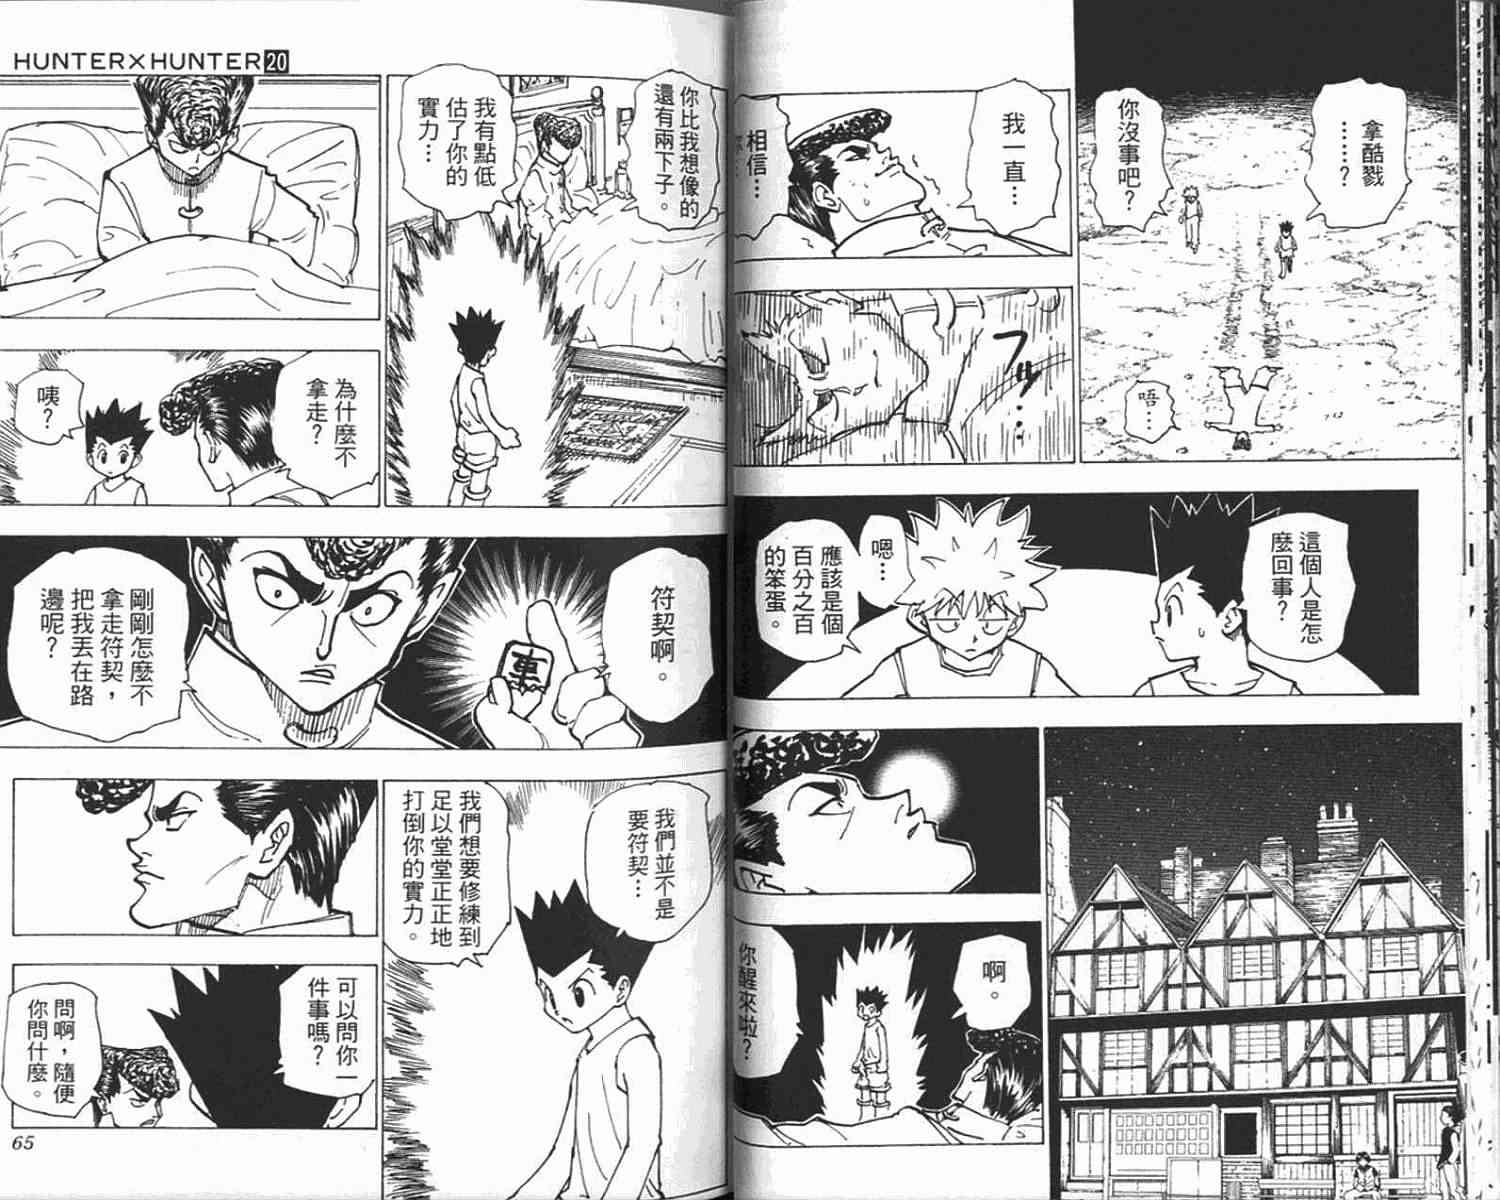 HUNTER×HUNTER20
拿酷戮
……?
你沒事吧?
唔…
我一直…
相信…
フッ…
這個人是怎
麼回事?
嗯…
應該是個
百分之百
的笨蛋。
啊。
你醒來啦?
你比我想像的
還有兩下子。
我有點低
估了你的
實力…
為什麼不
拿走?
咦?
符契啊。
剛剛怎麼不
拿走符契，
把我丟在路
邊呢?
我們並不是
要符契…
我們想要修練到
足以堂堂正正地
打倒你的實力。
可以問你一
件事嗎?
問啊，隨便
你問什麼。
65